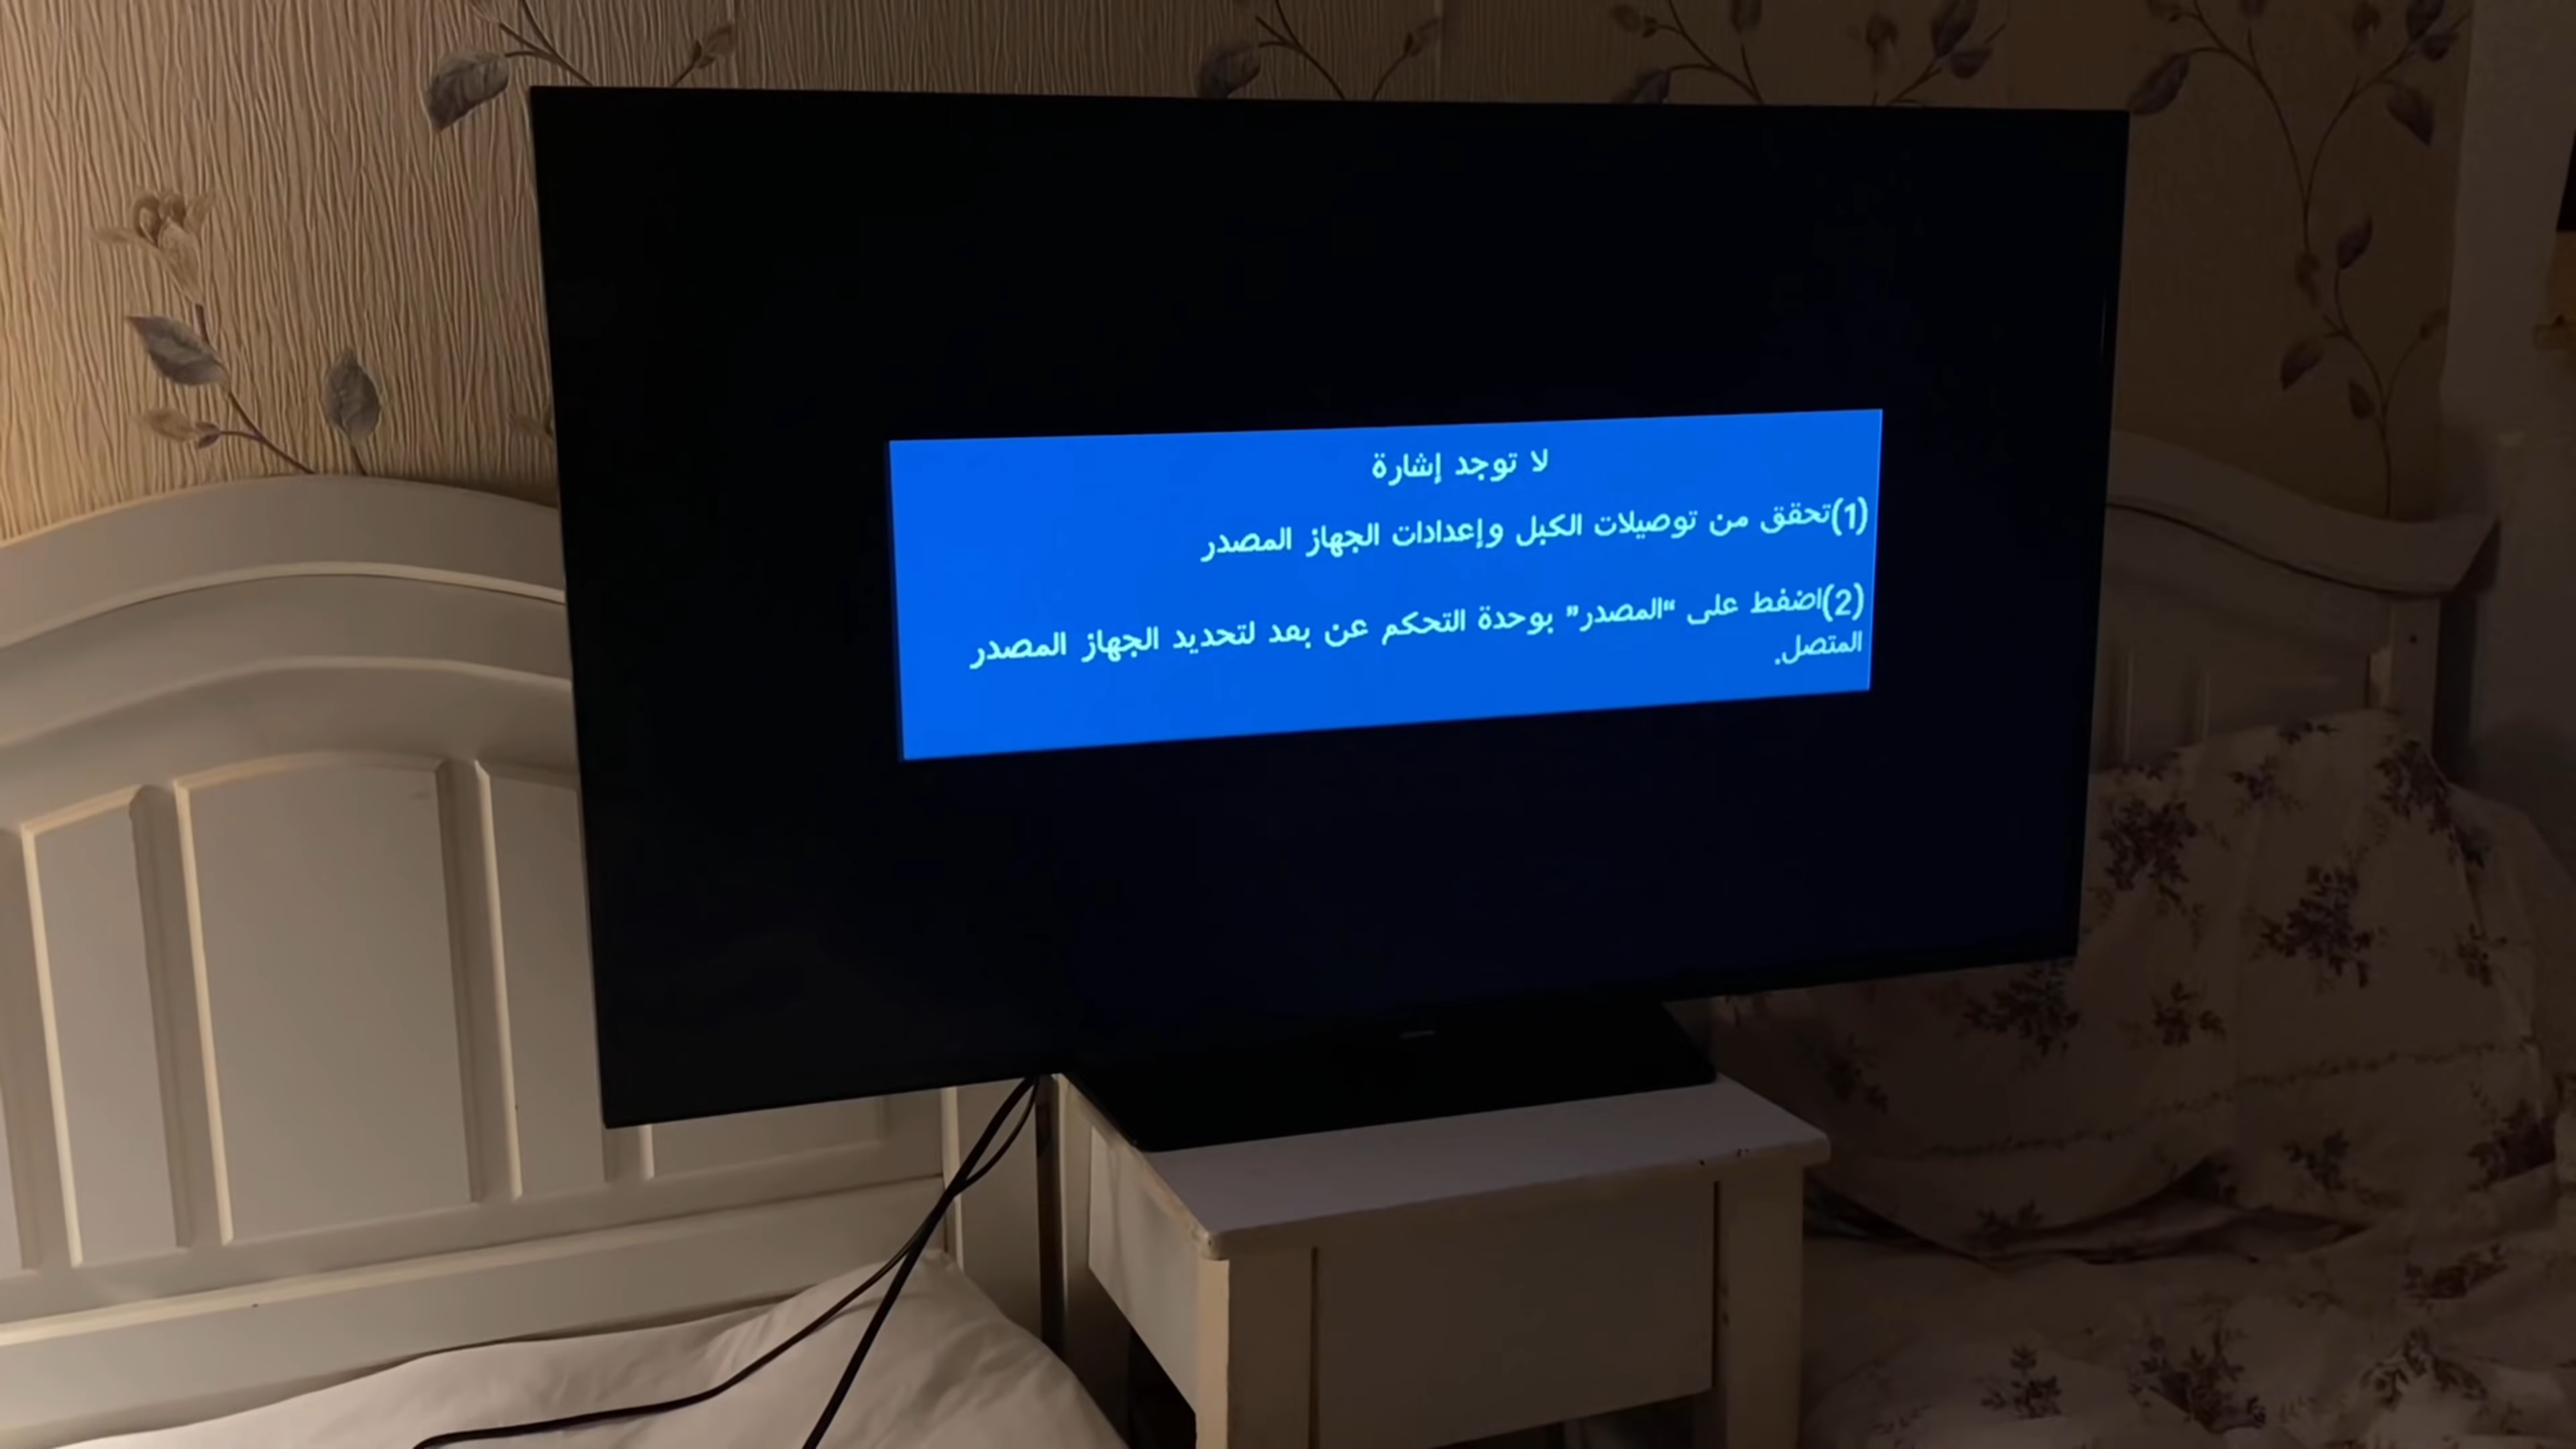 لا توجد إشارة
(1)تحقق من توصيلات الكبل وإعدادات الجهاز المصدر
(2)اضغط على “المصدر” بوحدة التحكم عن بعد لتحديد الجهاز المصدر
المتصل.